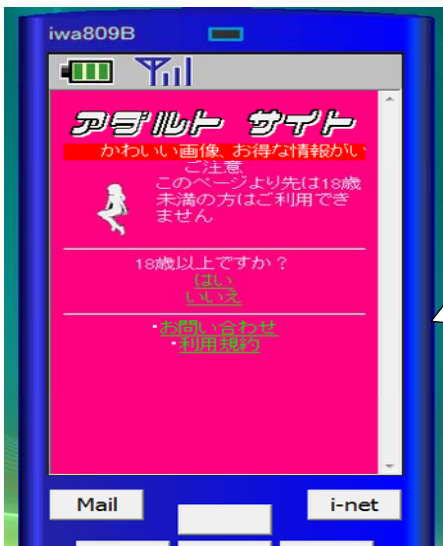 iwa809B
アダルト サイト
かわいい画像、お得な情報がい
ご注意
このページより先は18歳
未満の方はご利用でき
ません
18歳以上ですか？
はい
いいえ
・お問い合わせ
・利用規約
Mail
i-net